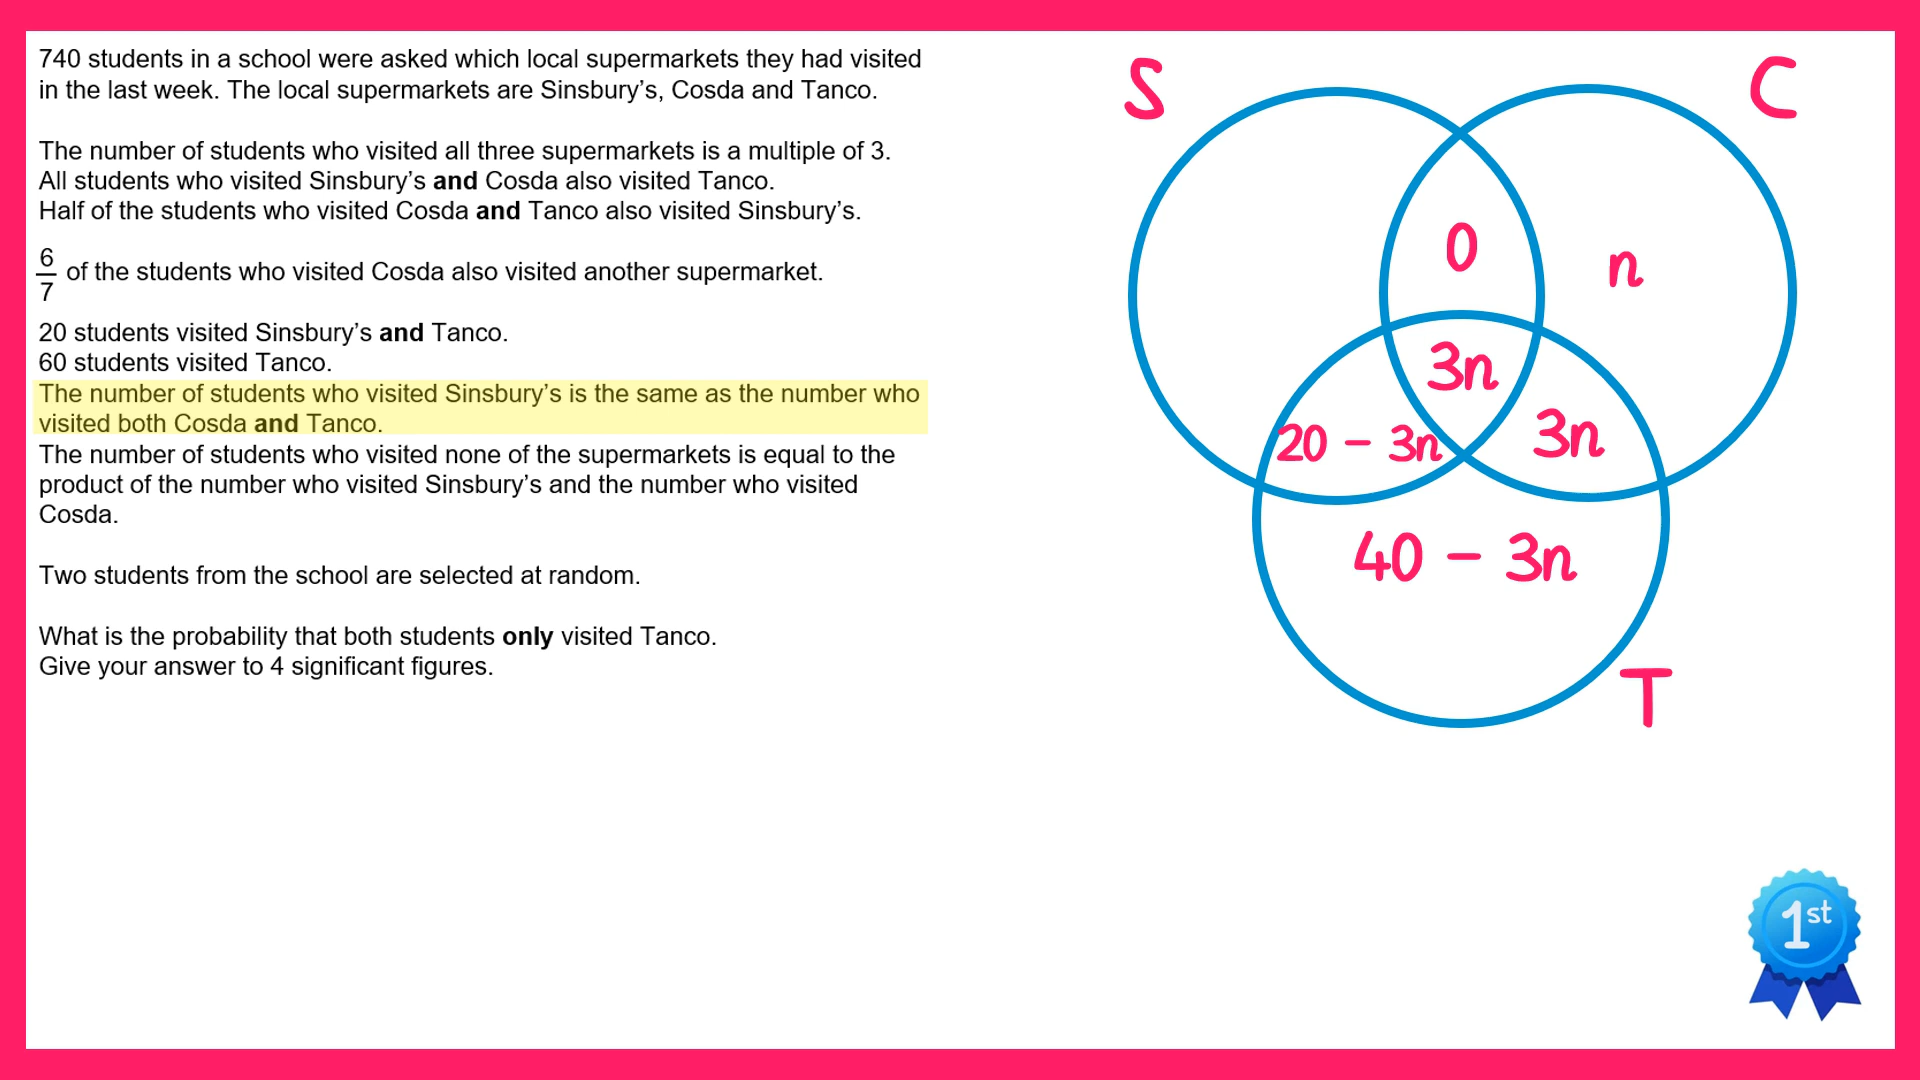 740 students in a school were asked which local supermarkets they had visited
in the last week. The local supermarkets are Sinsbury's, Cosda and Tanco.
The number of students who visited all three supermarkets is a multiple of 3.
All students who visited Sinsbury's and Cosda also visited Tanco.
Half of the students who visited Cosda and Tanco also visited Sinsbury's.
6/7 of the students who visited Cosda also visited another supermarket.
20 students visited Sinsbury's and Tanco.
60 students visited Tanco.
The number of students who visited Sinsbury's is the same as the number who
visited both Cosda and Tanco.
The number of students who visited none of the supermarkets is equal to the
product of the number who visited Sinsbury's and the number who visited
Cosda.
Two students from the school are selected at random.
What is the probability that both students only visited Tanco.
Give your answer to 4 significant figures.
S
C
0
n
3n
20 – 3n
3n
40 – 3n
T
1st